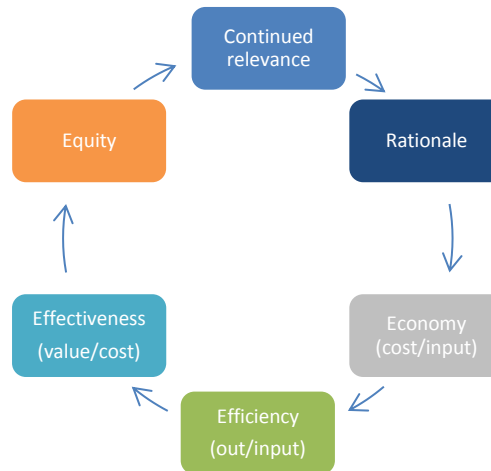 Continued
relevance
Rationale
Economy
(cost/input)
Efficiency
(out/input)
Effectiveness
(value/cost)
Equity